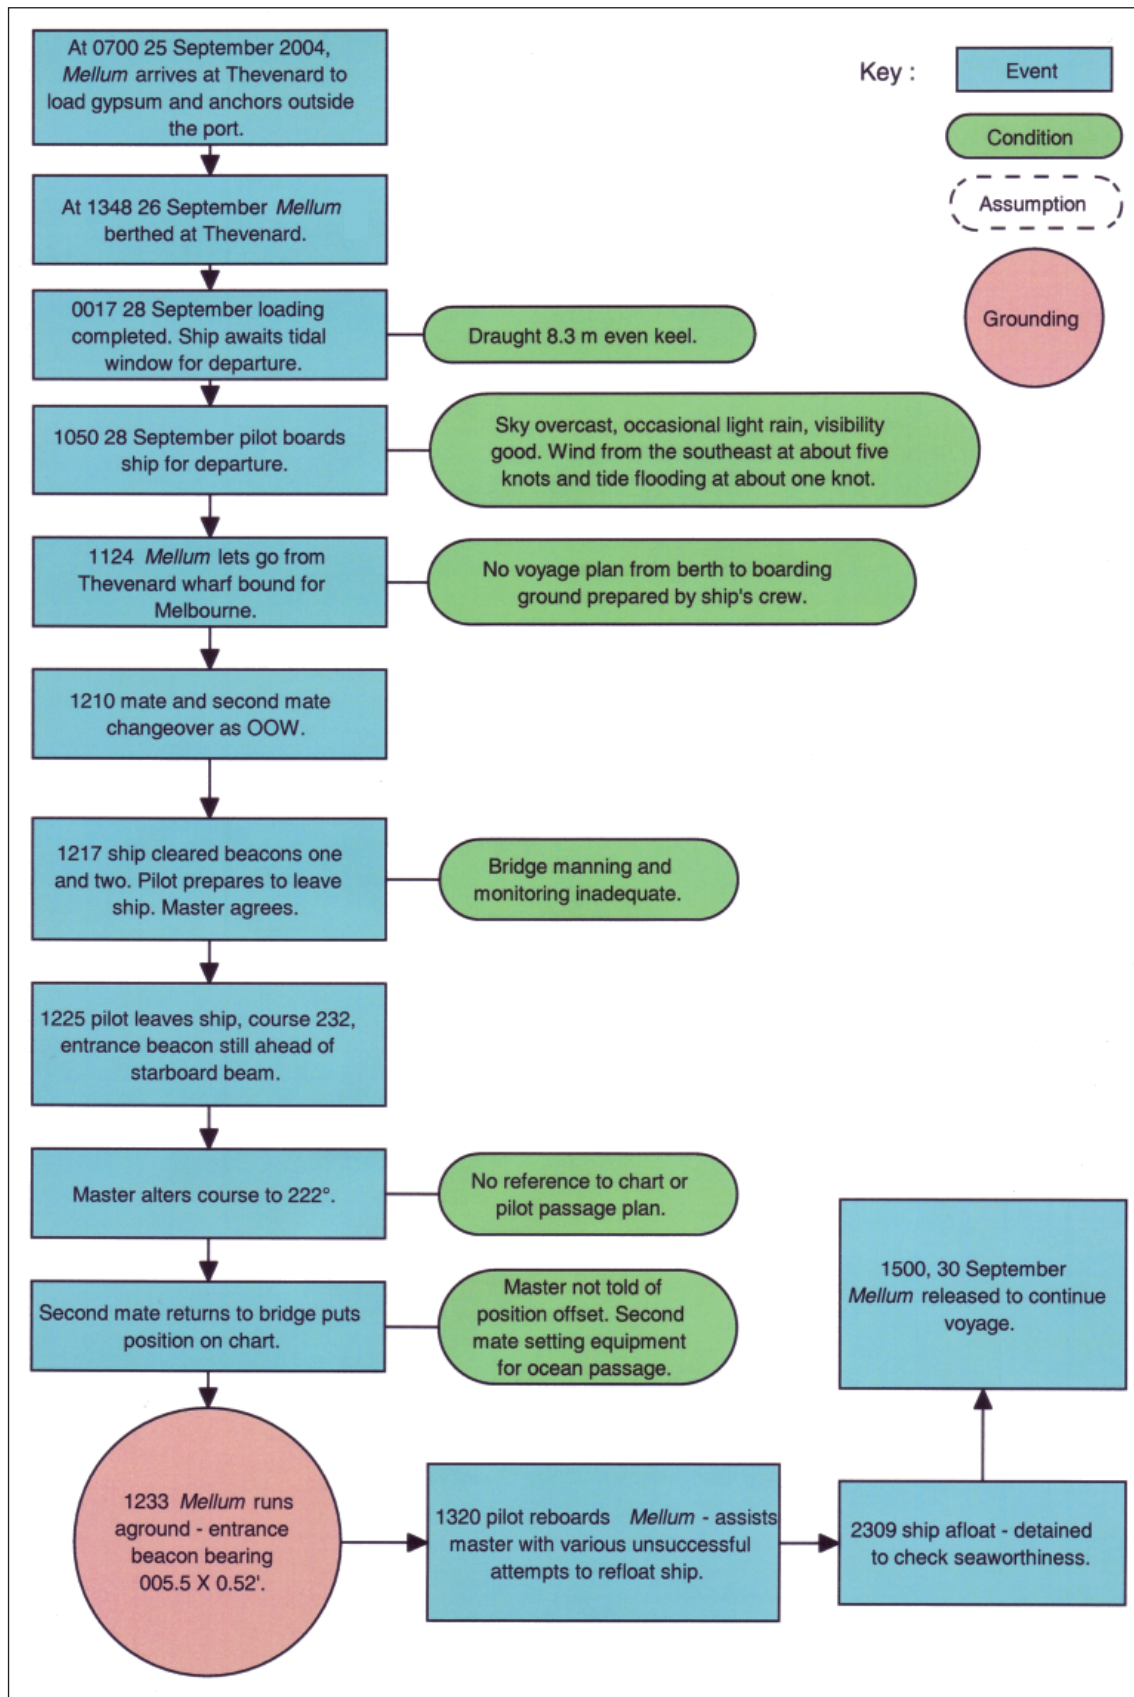 At 0700 25 September 2004,
Mellum arrives at Thevenard to
load gypsum and anchors outside
the port.
Key :
Event
Condition
Assumption
Grounding
At 1348 26 September Mellum
berthed at Thevenard.
0017 28 September loading
completed. Ship awaits tidal
window for departure.
Draught 8.3 m even keel.
1050 28 September pilot boards
ship for departure.
Sky overcast, occasional light rain, visibility
good. Wind from the southeast at about five
knots and tide flooding at about one knot.
1124 Mellum lets go from
Thevenard wharf bound for
Melbourne.
No voyage plan from berth to boarding
ground prepared by ship's crew.
1210 mate and second mate
changeover as OOW.
1217 ship cleared beacons one
and two. Pilot prepares to leave
ship. Master agrees.
Bridge manning and
monitoring inadequate.
1225 pilot leaves ship, course 232,
entrance beacon still ahead of
starboard beam.
Master alters course to 222°.
No reference to chart or
pilot passage plan.
Second mate returns to bridge puts
position on chart.
Master not told of
position offset. Second
mate setting equipment
for ocean passage.
1233 Mellum runs
aground - entrance
beacon bearing
005.5 X 0.52'.
1320 pilot reboards Mellum - assists
master with various unsuccessful
attempts to refloat ship.
2309 ship afloat - detained
to check seaworthiness.
1500, 30 September
Mellum released to continue
voyage.